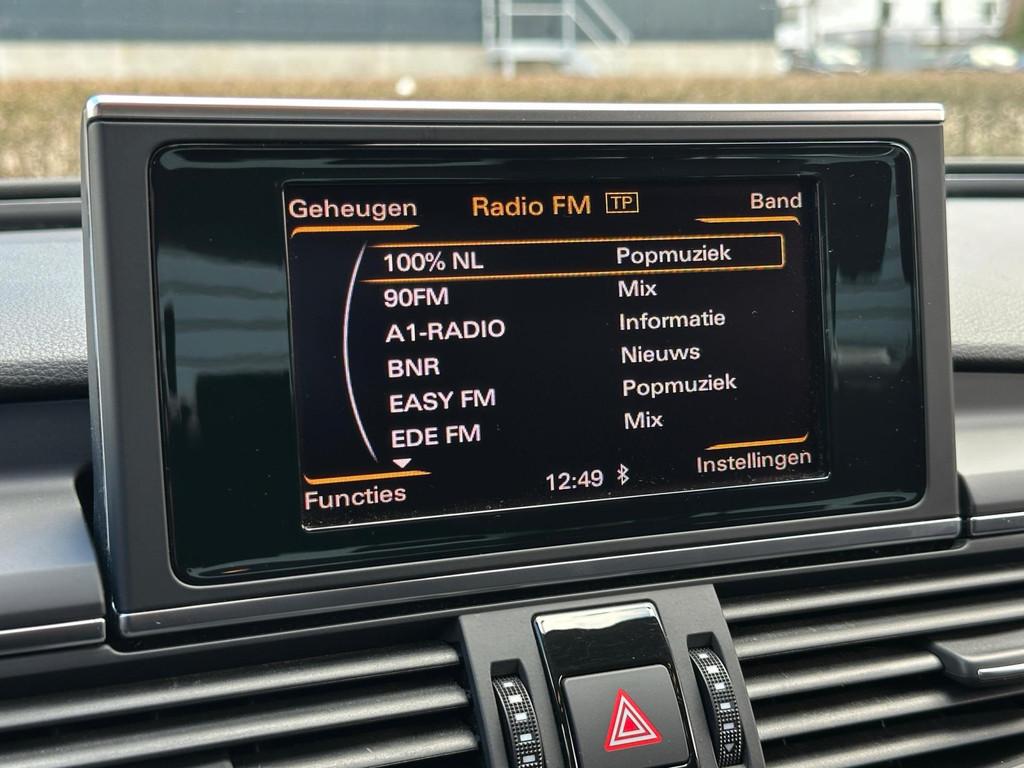 Geheugen Radio FM TP Band
100% NL Popmuziek
90FM Mix
A1-RADIO Informatie
BNR Nieuws
EASY FM Popmuziek
EDE FM Mix
Functies 12:49 Instellingen